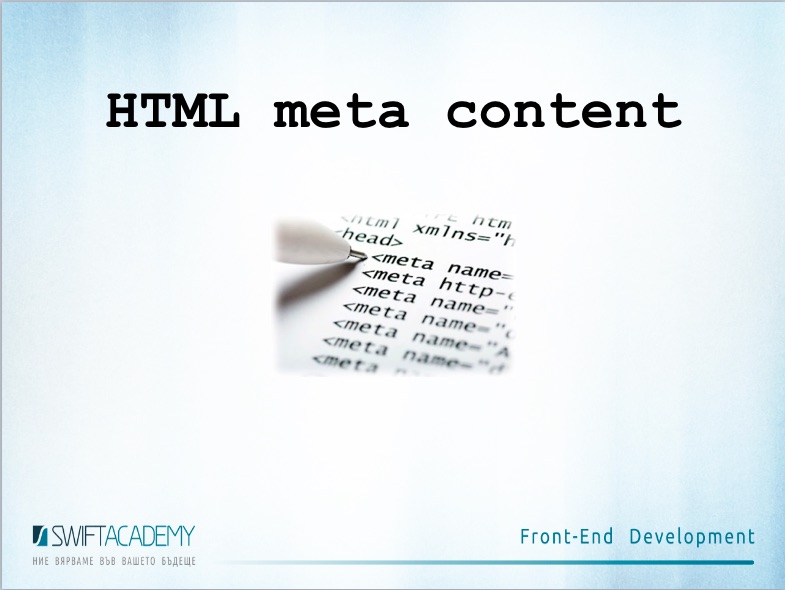 HTML meta content
<html
xmlns="h
<head>
<meta name=
<meta http-e
<meta name="
<meta name="
<meta name="A
<meta name="d
<meta
SWIFTACADEMY
НИЕ ВЯРВАМЕ ВЪВ ВАШЕТО БЪДЕЩЕ
Front-End Development